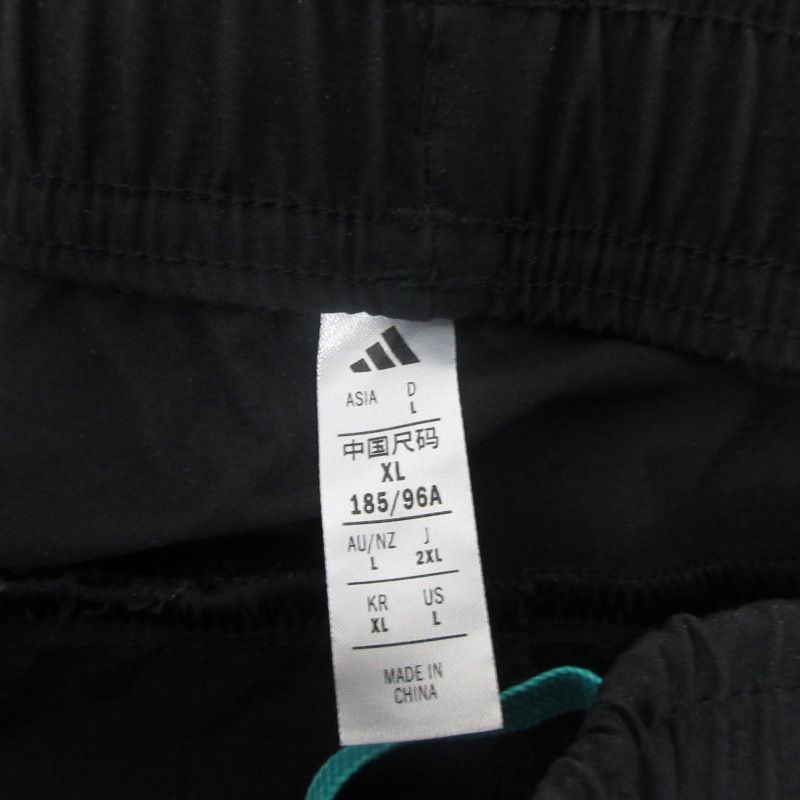 ASIA D
L
中国尺码
XL
185/96A
AU/NZ J
L 2XL
KR US
XL L
MADE IN
CHINA